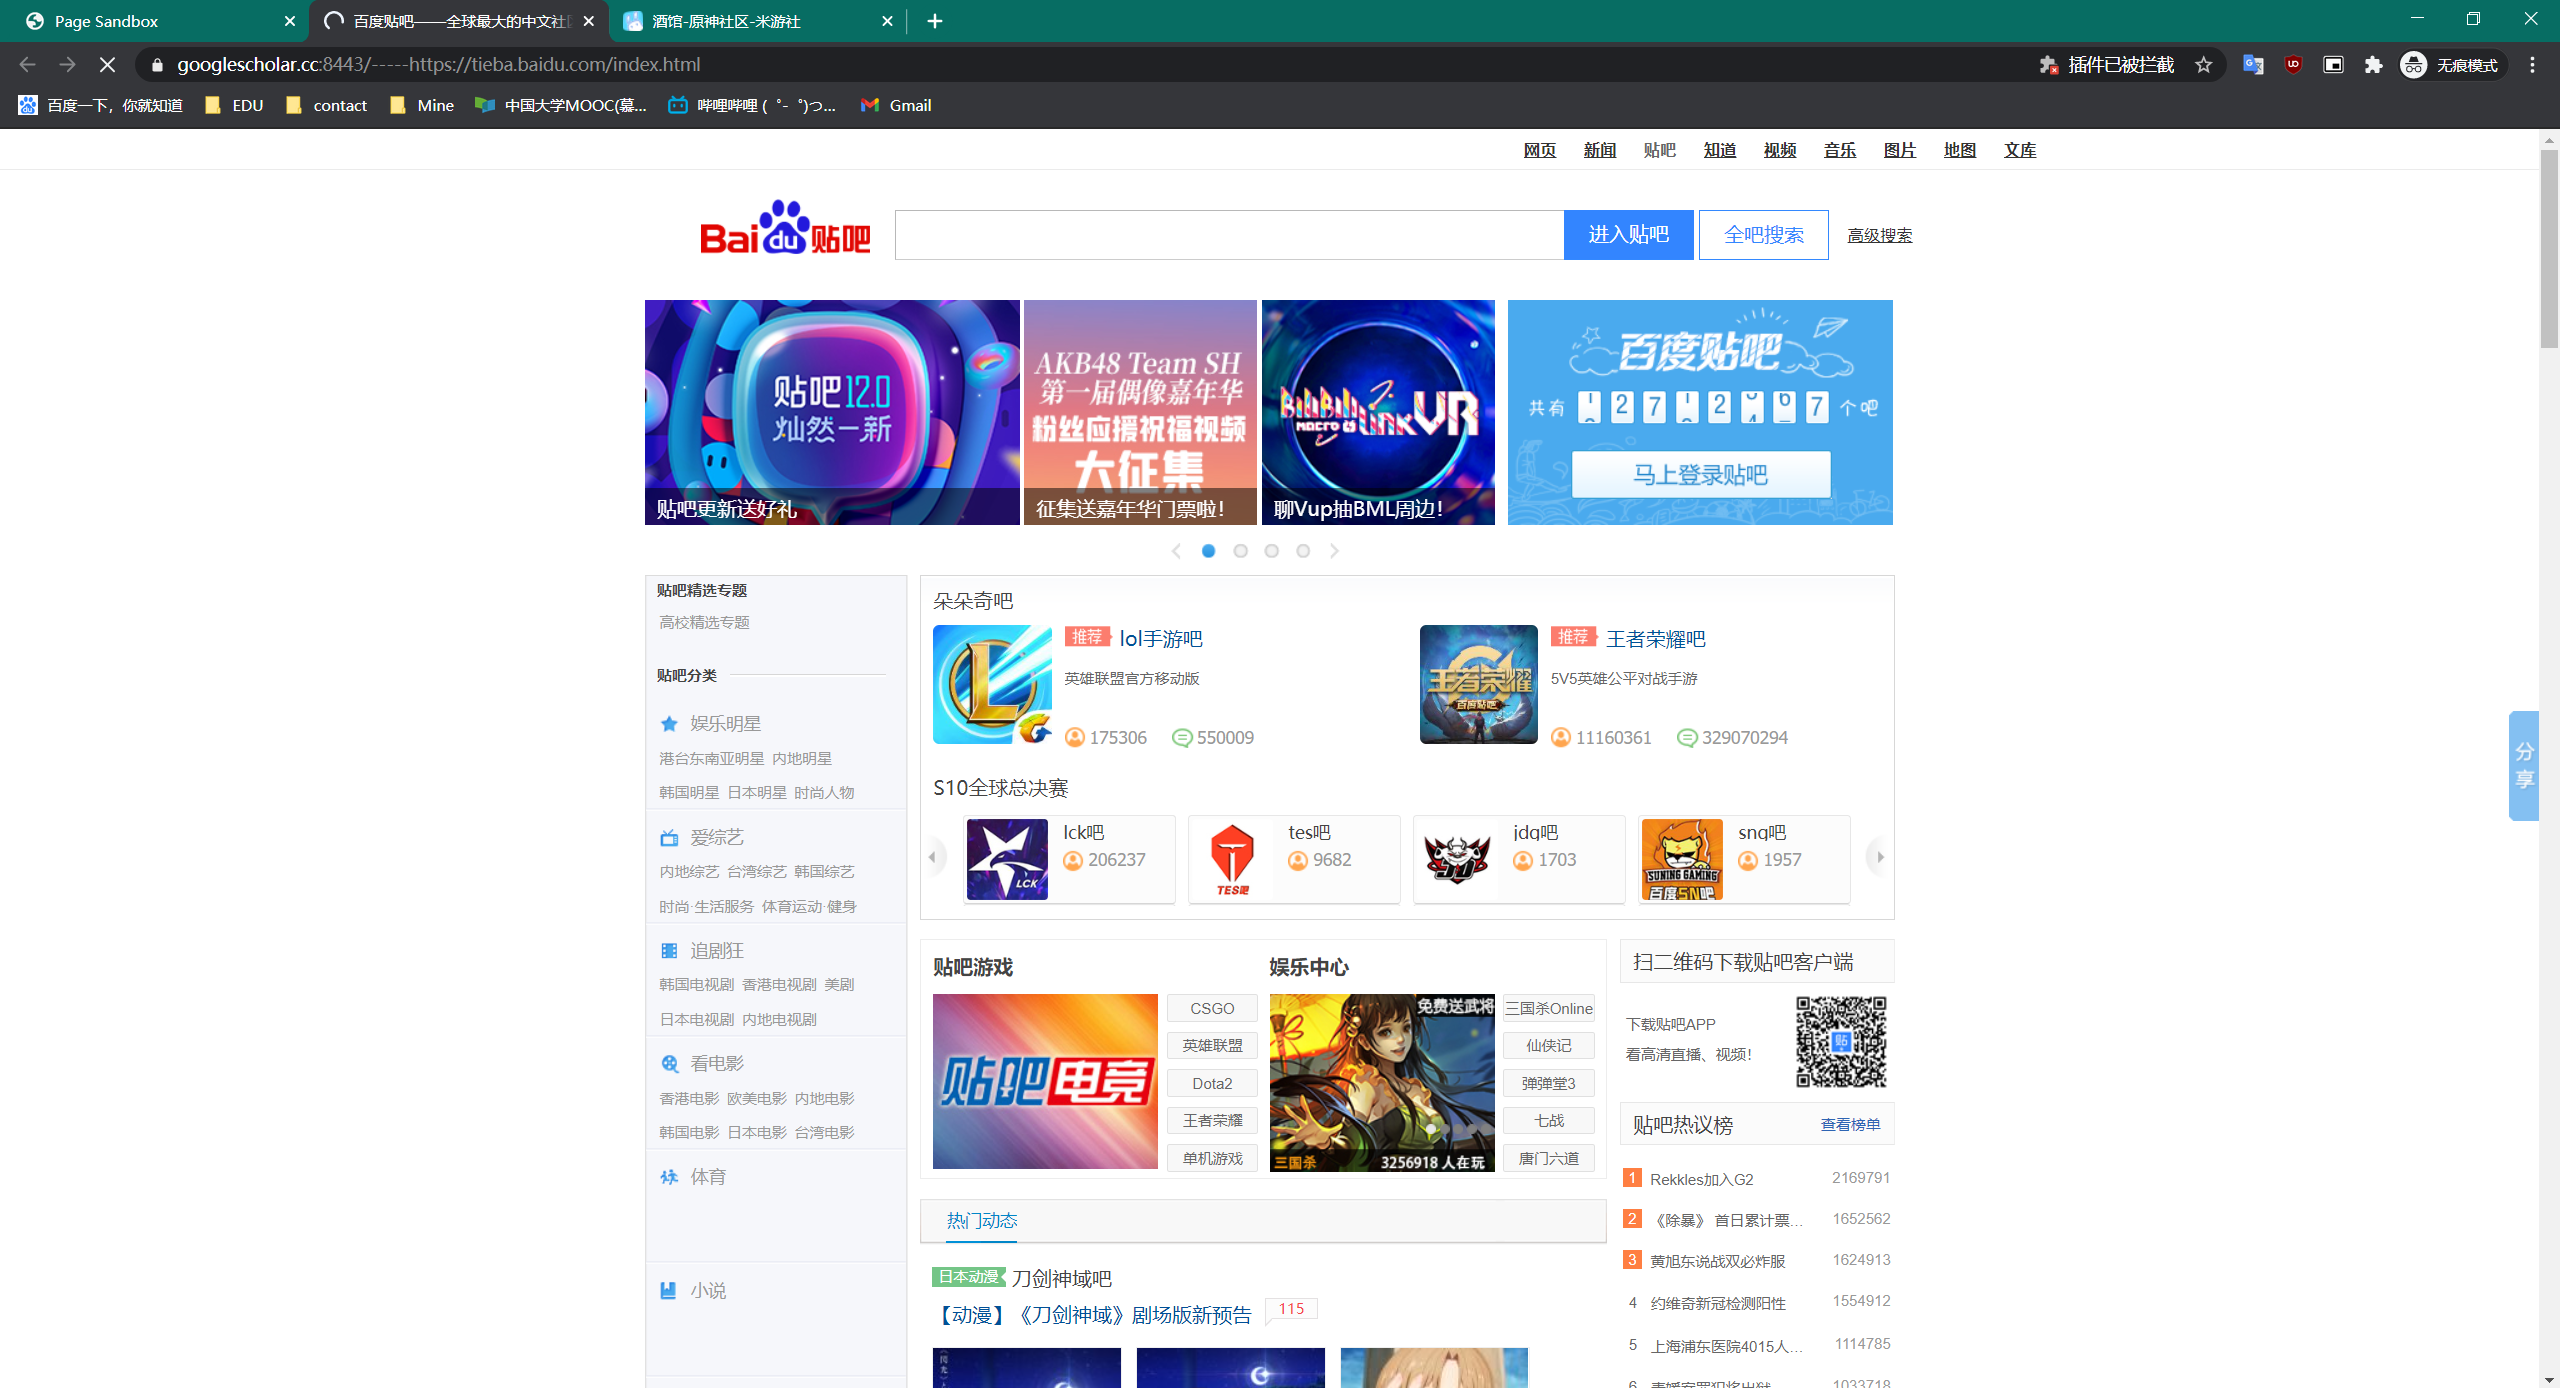 Page Sandbox
百度贴吧——全球最大的中文社
酒馆-原神社区-米游社
googlescholar.cc:8443/-----https://tieba.baidu.com/index.html
插件已被拦截
无痕模式
百度一下，你就知道
EDU
contact
Mine
中国大学MOOC(慕...
哔哩哔哩 ( ゜- ゜)つ...
Gmail
网页 新闻 贴吧 知道 视频 音乐 图片 地图 文库
Bai du 贴吧
进入贴吧
全吧搜索
高级搜索
贴吧12.0
灿然一新
贴吧更新送好礼
AKB48 Team SH
第一届偶像嘉年华
粉丝应援祝福视频
大征集
征集送嘉年华门票啦！
MACRO LINK VR
聊Vup抽BML周边！
百度贴吧
共有
个吧
马上登录贴吧
贴吧精选专题
高校精选专题
贴吧分类
娱乐明星
港台东南亚明星 内地明星
韩国明星 日本明星 时尚人物
爱综艺
内地综艺 台湾综艺 韩国综艺
时尚·生活服务 体育运动·健身
追剧狂
韩国电视剧 香港电视剧 美剧
日本电视剧 内地电视剧
看电影
香港电影 欧美电影 内地电影
韩国电影 日本电影 台湾电影
体育
小说
朵朵奇吧
推荐 lol手游吧
英雄联盟官方移动版
175306 550009
王者荣耀
百度贴吧
推荐 王者荣耀吧
5V5英雄公平对战手游
11160361 329070294
S10全球总决赛
LCK
lck吧
206237
TES吧
tes吧
9682
JD
jdg吧
1703
SUNING GAMING
百度SN吧
sng吧
1957
分享
贴吧游戏
贴吧电竞
CSGO
英雄联盟
Dota2
王者荣耀
单机游戏
娱乐中心
免费送武将
三国杀
3256918 人在玩
三国杀Online
仙侠记
弹弹堂3
七战
唐门六道
扫二维码下载贴吧客户端
下载贴吧APP
看高清直播、视频！
贴
贴吧热议榜
查看榜单
1 Rekkles加入G2 2169791
2 《除暴》 首日累计票... 1652562
3 黄旭东说战双必炸服 1624913
4 约维奇新冠检测阳性 1554912
5 上海浦东医院4015人... 1114785
6 1033718
热门动态
日本动漫 刀剑神域吧
【动漫】《刀剑神域》剧场版新预告 115